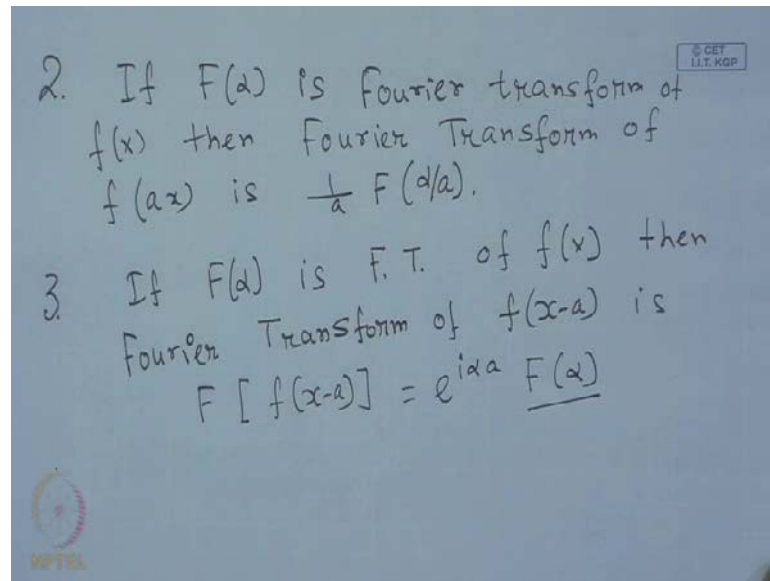 © CET
I.I.T. KGP
2. If F(α) is Fourier transform of
f(x) then Fourier Transform of
f(ax) is 1/a F(α/a).
3. If F(α) is F.T. of f(x) then
Fourier Transform of f(x-a) is
F[f(x-a)] = e^{iαa} F(α)
NPTEL